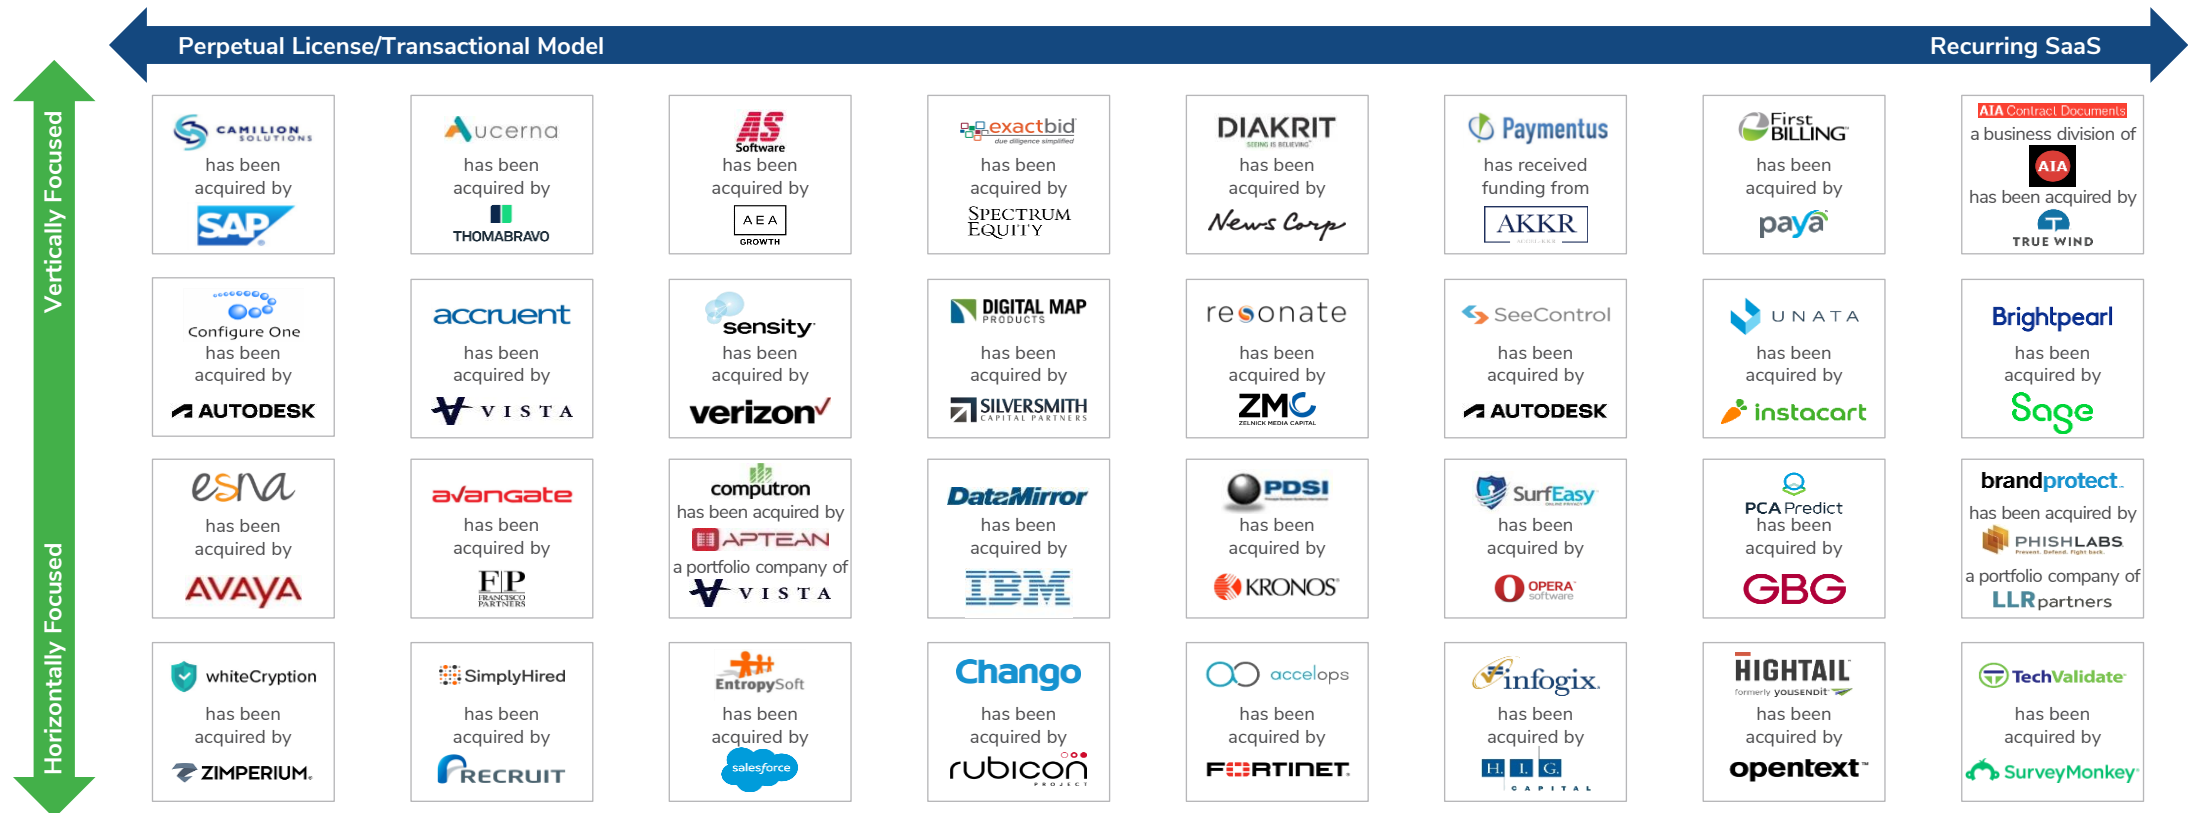 Perpetual License/Transactional Model
Recurring SaaS
Vertically Focused
Horizontally Focused
CAMILION
SOLUTIONS
has been
acquired by
SAP
Aucerna
has been
acquired by
THOMABRAVO
AS
Software
has been
acquired by
AEA
GROWTH
exactbid
due diligence simplified
has been
acquired by
SPECTRUM
EQUITY
DIAKRIT
SEEING IS BELIEVING
has been
acquired by
News Corp
Paymentus
has received
funding from
AKKR
First
BILLING
has been
acquired by
paya
AIA Contract Documents
a business division of
AIA
has been acquired by
TRUE WIND
Configure One
has been
acquired by
AUTODESK
accruent
has been
acquired by
VISTA
sensity
has been
acquired by
verizon
DIGITAL MAP
PRODUCTS
has been
acquired by
SILVERSMITH
CAPITAL PARTNERS
resonate
has been
acquired by
ZMC
ZELNICK MEDIA CAPITAL
SeeControl
has been
acquired by
AUTODESK
UNATA
has been
acquired by
instacart
Brightpearl
has been
acquired by
Sage
esna
has been
acquired by
AVAYA
avangate
has been
acquired by
FP
FRANCISCO
PARTNERS
computron
has been acquired by
APTEAN
a portfolio company of
VISTA
DataMirror
has been
acquired by
IBM
PDSI
has been
acquired by
KRONOS
SurfEasy
has been
acquired by
OPERA
software
PCA Predict
has been
acquired by
GBG
brandprotect
has been acquired by
PHISHLABS
Prevent. Defend. Fight back.
a portfolio company of
LLR partners
whiteCryption
has been
acquired by
ZIMPERIUM
SimplyHired
has been
acquired by
RECRUIT
EntropySoft
has been
acquired by
salesforce
Chango
has been
acquired by
rubicon
PROJECT
accelops
has been
acquired by
FORTINET
infogix
has been
acquired by
H.I.G.
CAPITAL
HIGHTAIL
formerly yousendit
has been
acquired by
opentext™
TechValidate
has been
acquired by
SurveyMonkey